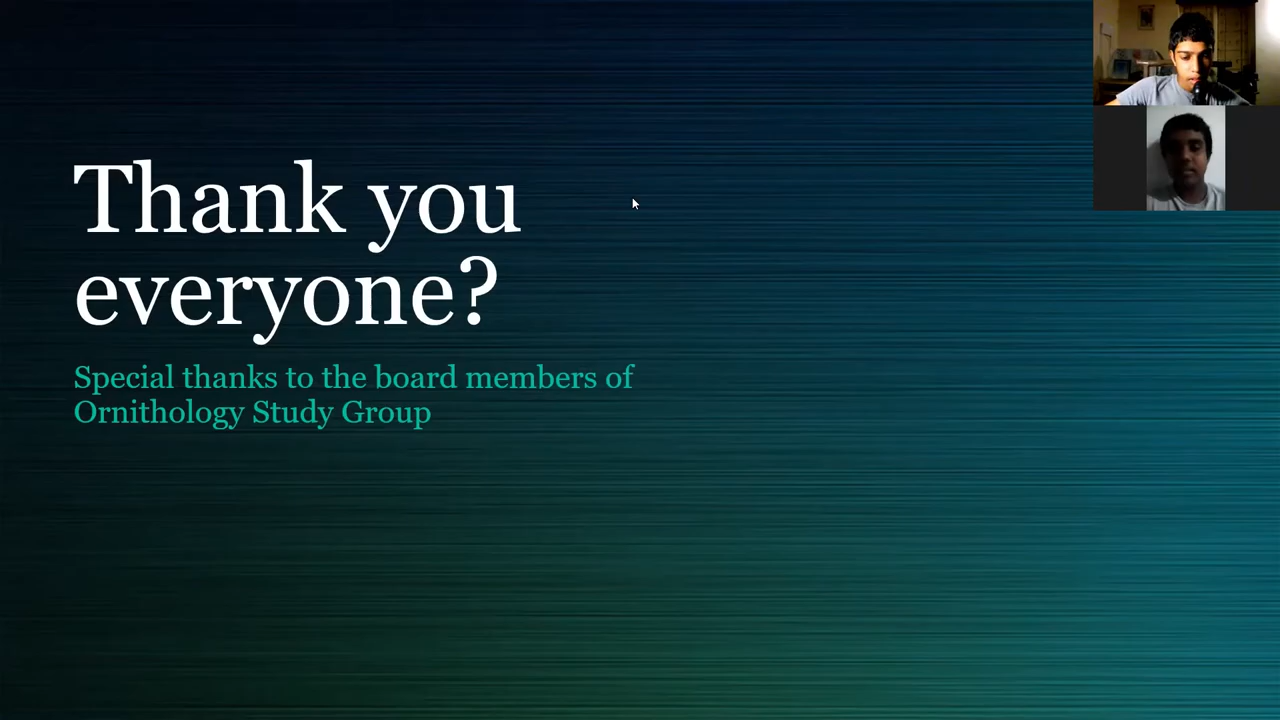 Thank you
everyone?
Special thanks to the board members of
Ornithology Study Group